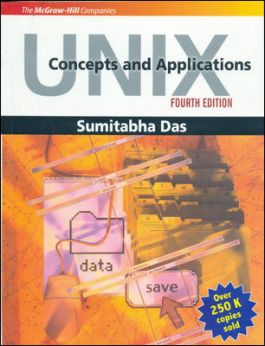 The McGraw-Hill Companies
UNIX
Concepts and Applications
FOURTH EDITION
Sumitabha Das
data
save
Over
250 K
copies
sold